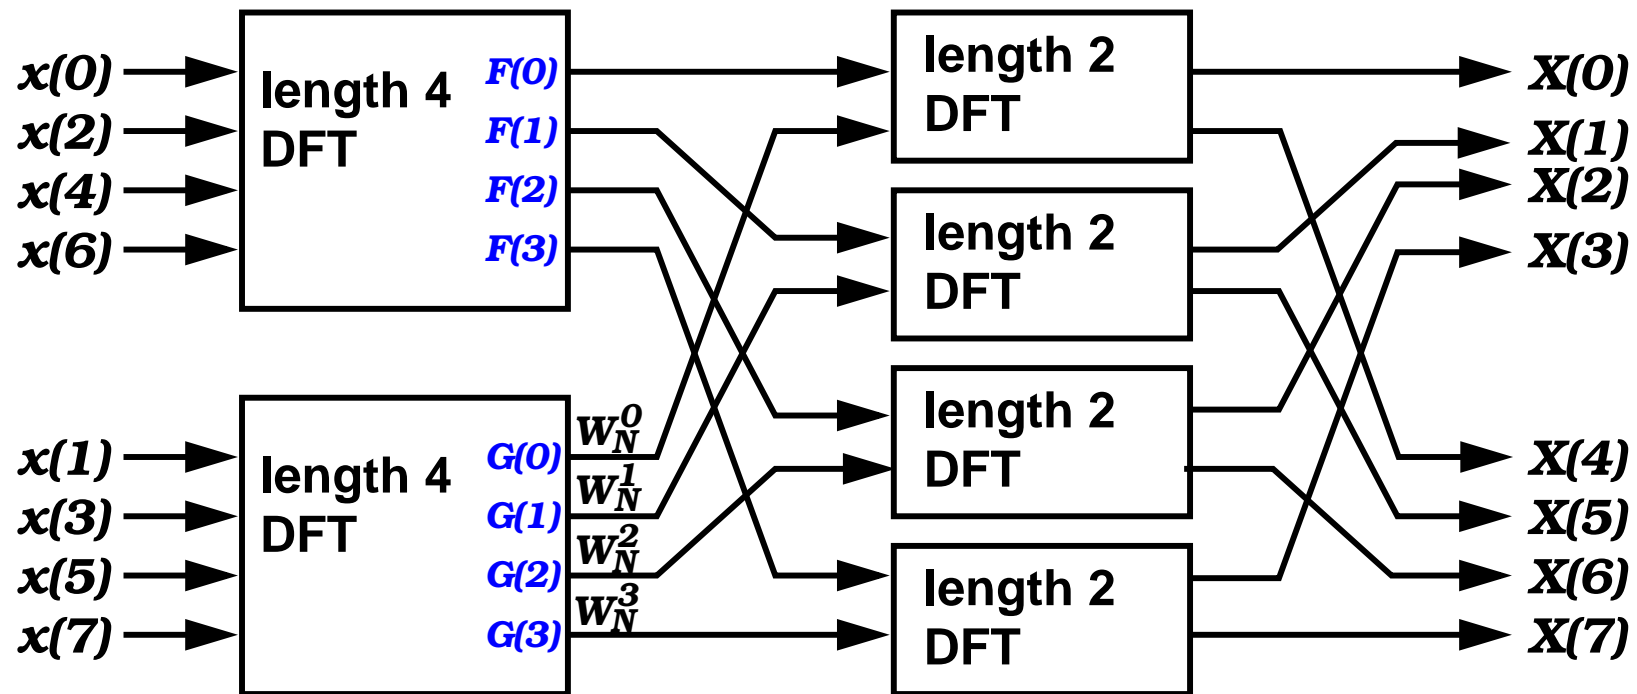 x(0)
x(2)
x(4)
x(6)
length 4
DFT
F(0)
F(1)
F(2)
F(3)
x(1)
x(3)
x(5)
x(7)
length 4
DFT
G(0)
G(1)
G(2)
G(3)
W_N^0
W_N^1
W_N^2
W_N^3
length 2
DFT
length 2
DFT
length 2
DFT
length 2
DFT
X(0)
X(1)
X(2)
X(3)
X(4)
X(5)
X(6)
X(7)